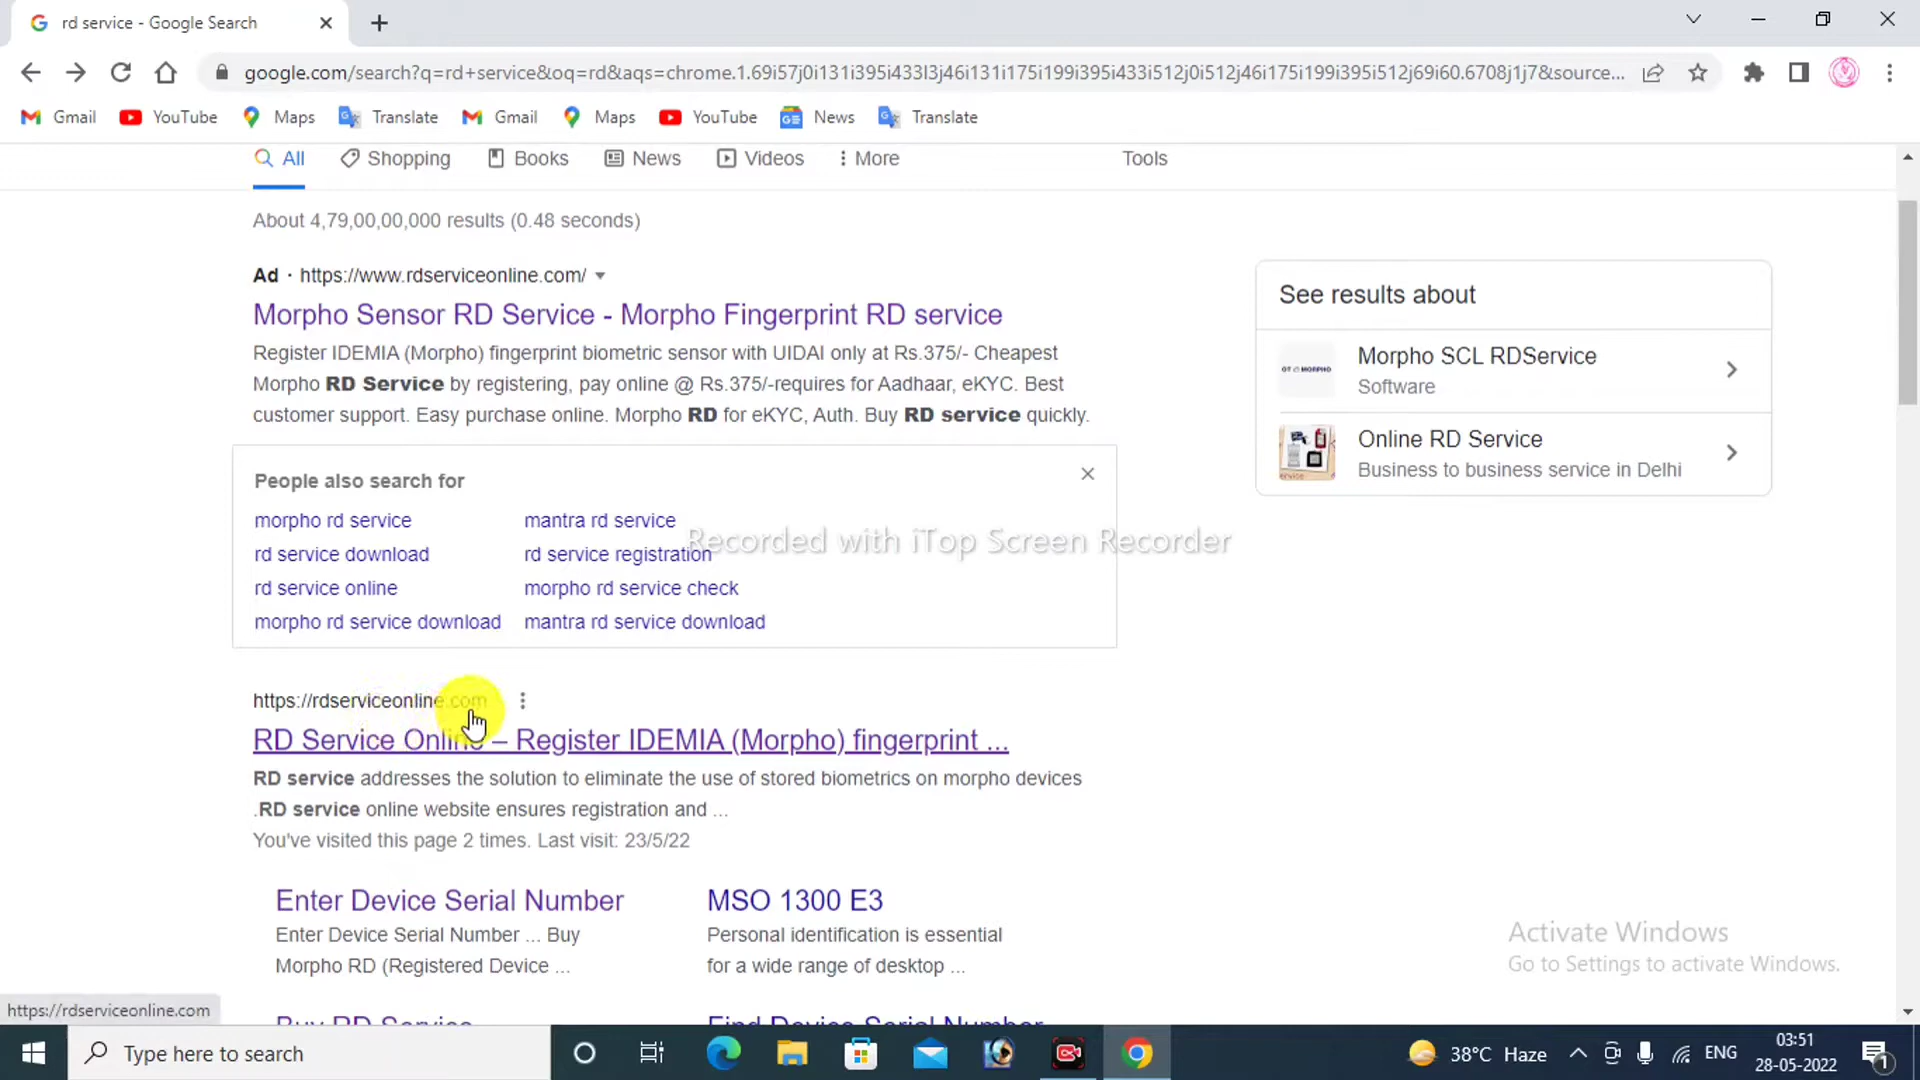 rd service - Google Search
google.com/search?q=rd+service&oq=rd&aqs=chrome.1.69i57j0i131i395i433l3j46i131i175i199i395i433i512j0i512j46i175i199i395i512j69i60.6708j1j7&source...
Gmail YouTube Maps Translate Gmail Maps YouTube News Translate
All Shopping Books News Videos More Tools
About 4,79,00,00,000 results (0.48 seconds)
Ad · https://www.rdserviceonline.com/
Morpho Sensor RD Service - Morpho Fingerprint RD service
Register IDEMIA (Morpho) fingerprint biometric sensor with UIDAI only at Rs.375/- Cheapest
Morpho RD Service by registering, pay online @ Rs.375/-requires for Aadhaar, eKYC. Best
customer support. Easy purchase online. Morpho RD for eKYC, Auth. Buy RD service quickly.
See results about
Morpho SCL RDService
Software
OT MORPHO
Online RD Service
Business to business service in Delhi
People also search for
morpho rd service mantra rd service
rd service download rd service registration
rd service online morpho rd service check
morpho rd service download mantra rd service download
Recorded with iTop Screen Recorder
https://rdserviceonline.com
RD Service Online – Register IDEMIA (Morpho) fingerprint ...
RD service addresses the solution to eliminate the use of stored biometrics on morpho devices
.RD service online website ensures registration and ...
You've visited this page 2 times. Last visit: 23/5/22
Enter Device Serial Number
Enter Device Serial Number ... Buy
Morpho RD (Registered Device ...
MSO 1300 E3
Personal identification is essential
for a wide range of desktop ...
Buy RD Service
Find Device Serial Number
Activate Windows
Go to Settings to activate Windows.
https://rdserviceonline.com
Type here to search
38°C Haze
ENG
03:51
28-05-2022
1